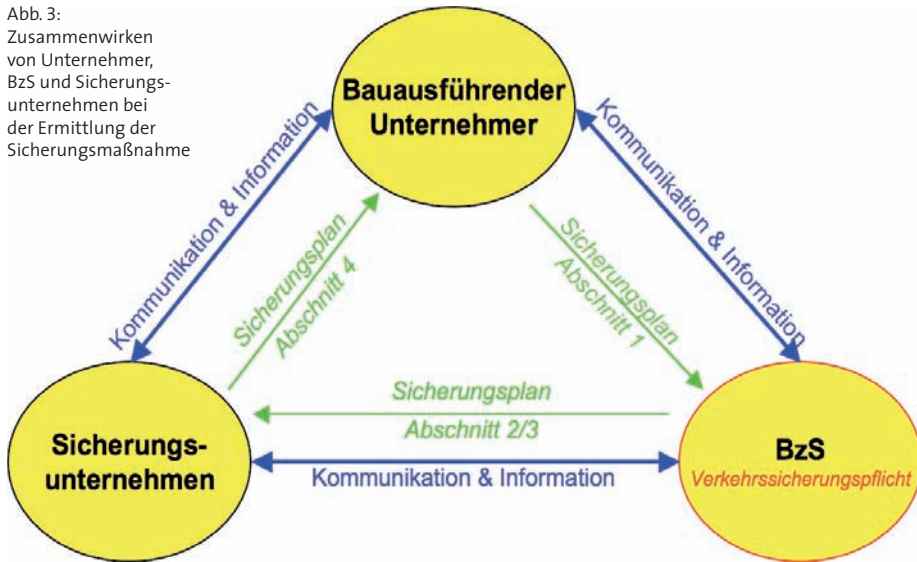 Abb. 3:
Zusammenwirken
von Unternehmer,
BzS und Sicherungs-
unternehmen bei
der Ermittlung der
Sicherungsmaßnahme
Bauausführender
Unternehmer
Kommunikation & Information
Kommunikation & Information
Sicherungsplan
Abschnitt 4
Sicherungsplan
Abschnitt 1
Sicherungsplan
Abschnitt 2/3
Sicherungs-
unternehmen
Kommunikation & Information
BzS
Verkehrssicherungspflicht